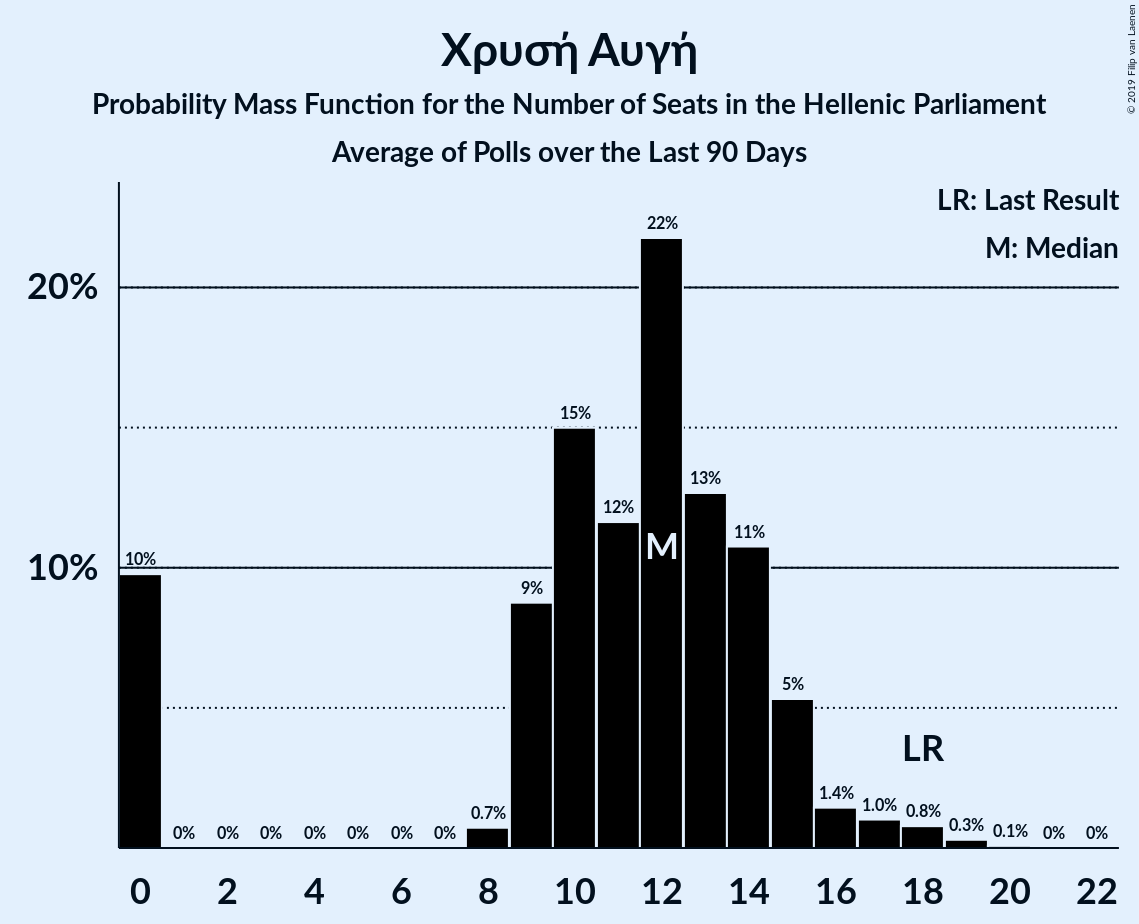 © 2019 Filip van Laenen
Χρυσή Αυγή
Probability Mass Function for the Number of Seats in the Hellenic Parliament
Average of Polls over the Last 90 Days
LR: Last Result
M: Median
22%
20%
15%
13%
12%
11%
M
10%
10%
9%
5%
LR
1.4%
1.0%
0.8%
0.7%
0.3%
0.1%
0% 0% 0% 0% 0% 0% 0% 0% 0%
0 2 4 6 8 10 12 14 16 18 20 22